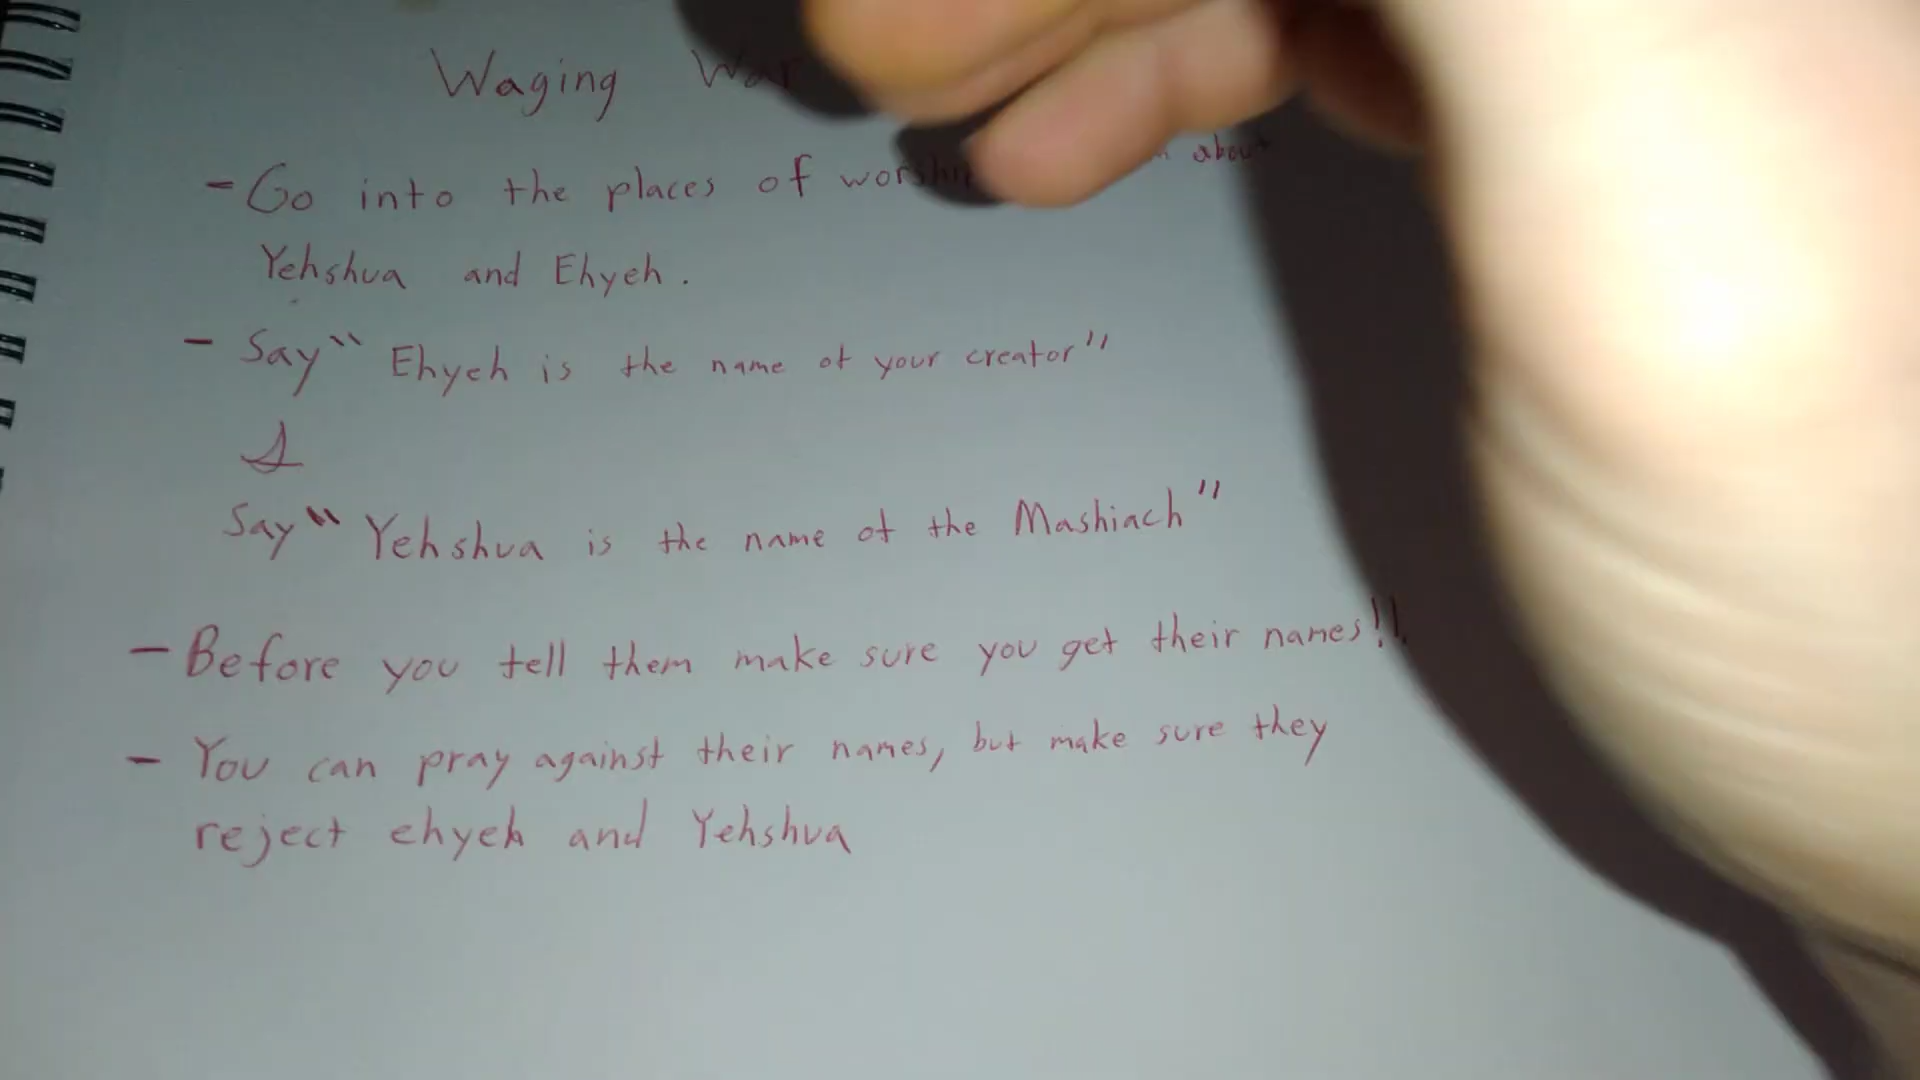 Waging War
- Go into the places of worship about
Yehshua and Ehyeh.
- Say "Ehyeh is the name of your creator"
&
Say "Yehshua is the name of the Mashiach"
- Before you tell them make sure you get their names!!
- You can pray against their names, but make sure they
reject ehyeh and Yehshua